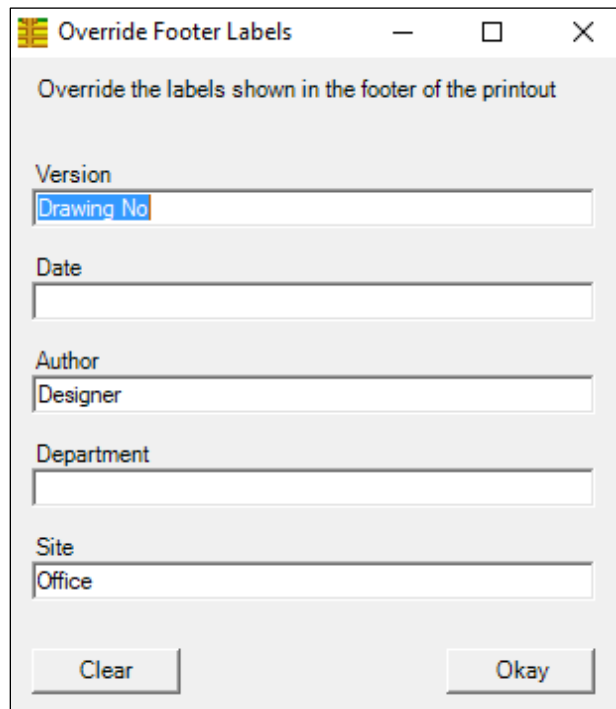 Override Footer Labels
Override the labels shown in the footer of the printout
Version
Drawing No
Date
Author
Designer
Department
Site
Office
Clear
Okay